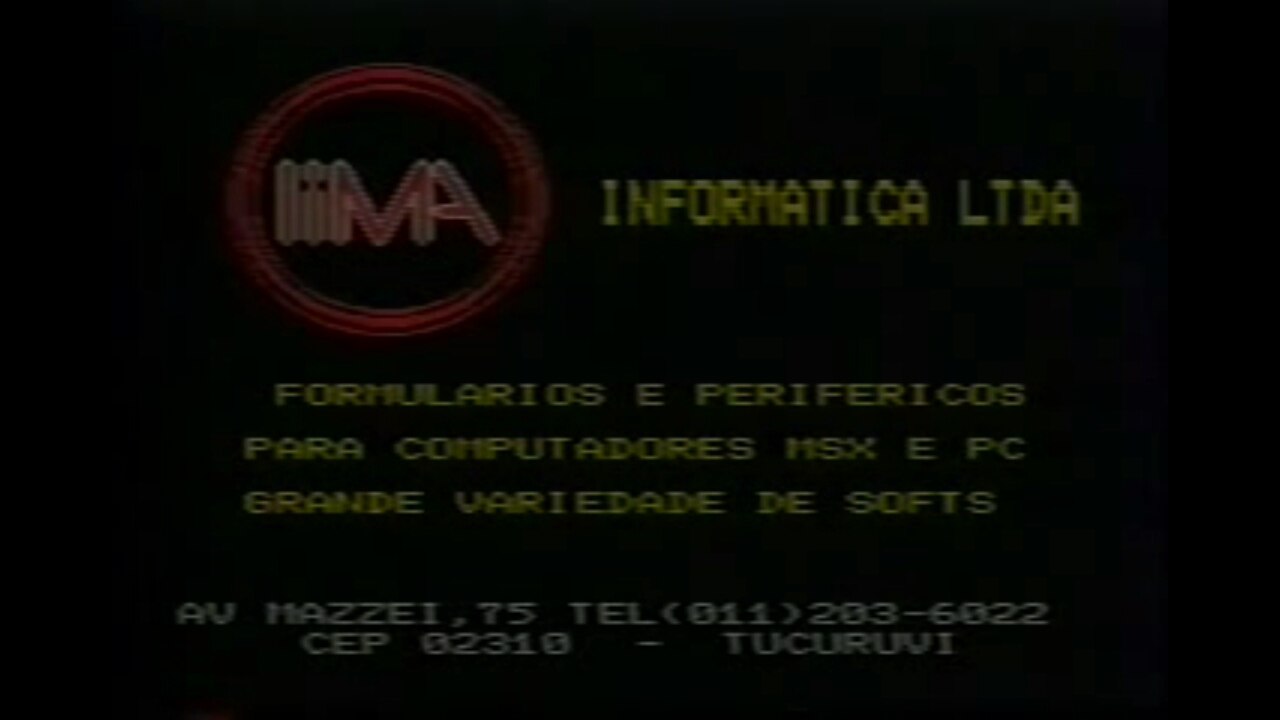 IMA INFORMATICA LTDA
FORMULARIOS E PERIFERICOS
PARA COMPUTADORES MSX E PC
GRANDE VARIEDADE DE SOFTS
AV MAZZEI,75 TEL(011)203-6022
CEP 02310 - TUCURUVI